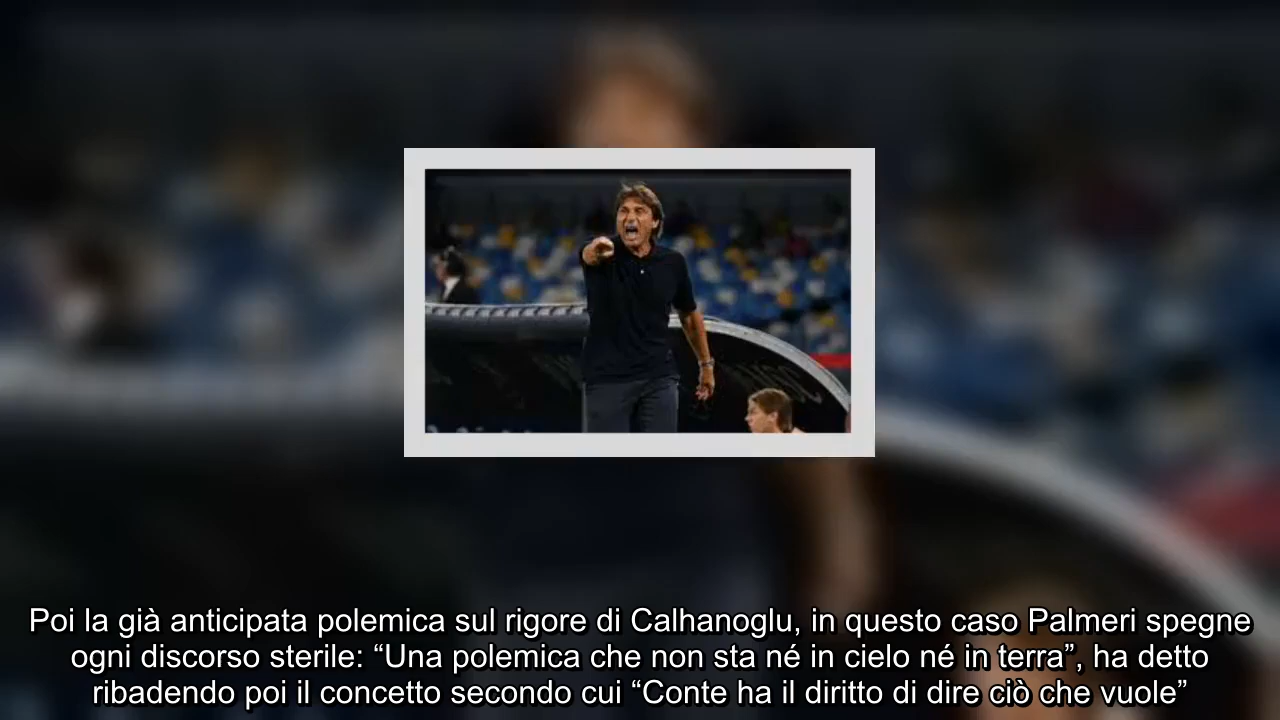 Poi la già anticipata polemica sul rigore di Calhanoglu, in questo caso Palmeri spegne
ogni discorso sterile: “Una polemica che non sta né in cielo né in terra”, ha detto
ribadendo poi il concetto secondo cui “Conte ha il diritto di dire ciò che vuole”